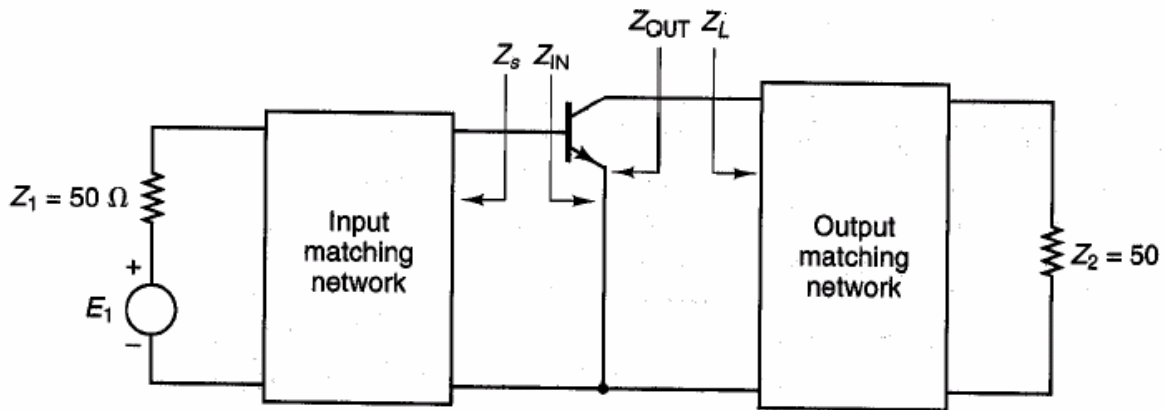 Z_s Z_IN
Z_OUT Z_L
Z_1 = 50 Ω
+
E_1
−
Input
matching
network
Output
matching
network
Z_2 = 50